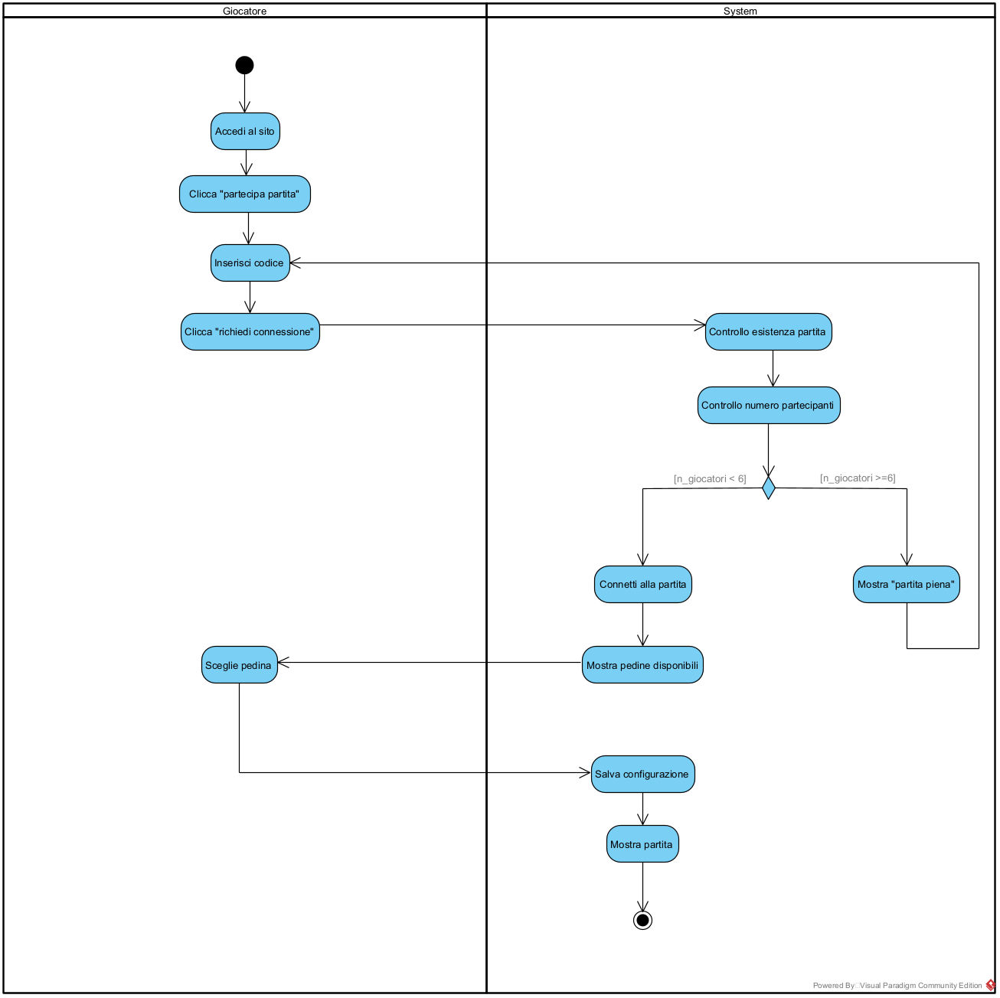 Giocatore
System
Accedi al sito
Clicca "partecipa partita"
Inserisci codice
Clicca "richiedi connessione"
Controllo esistenza partita
Controllo numero partecipanti
[n_giocatori < 6]
[n_giocatori >=6]
Connetti alla partita
Mostra "partita piena"
Sceglie pedina
Mostra pedine disponibili
Salva configurazione
Mostra partita
Powered By Visual Paradigm Community Edition